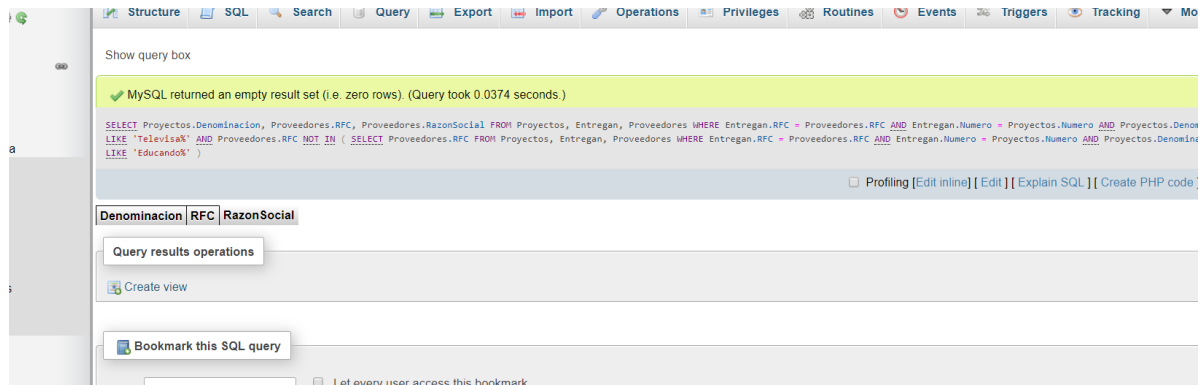 Structure SQL Search Query Export Import Operations Privileges Routines Events Triggers Tracking
Show query box
MySQL returned an empty result set (i.e. zero rows). (Query took 0.0374 seconds.)
SELECT Proyectos.Denominacion, Proveedores.RFC, Proveedores.RazonSocial FROM Proyectos, Entregan, Proveedores WHERE Entregan.RFC = Proveedores.RFC AND Entregan.Numero = Proyectos.Numero AND Proyectos.Denom
a
LIKE 'Televisa%' AND Proveedores.RFC NOT IN ( SELECT Proveedores.RFC FROM Proyectos, Entregan, Proveedores WHERE Entregan.RFC = Proveedores.RFC AND Entregan.Numero = Proyectos.Numero AND Proyectos.Denomina
LIKE 'Educando%' )
Profiling [Edit inline] [ Edit ] [ Explain SQL ] [ Create PHP code ]
Denominacion RFC RazonSocial
Query results operations
Create view
s
Bookmark this SQL query
Let every user access this bookmark